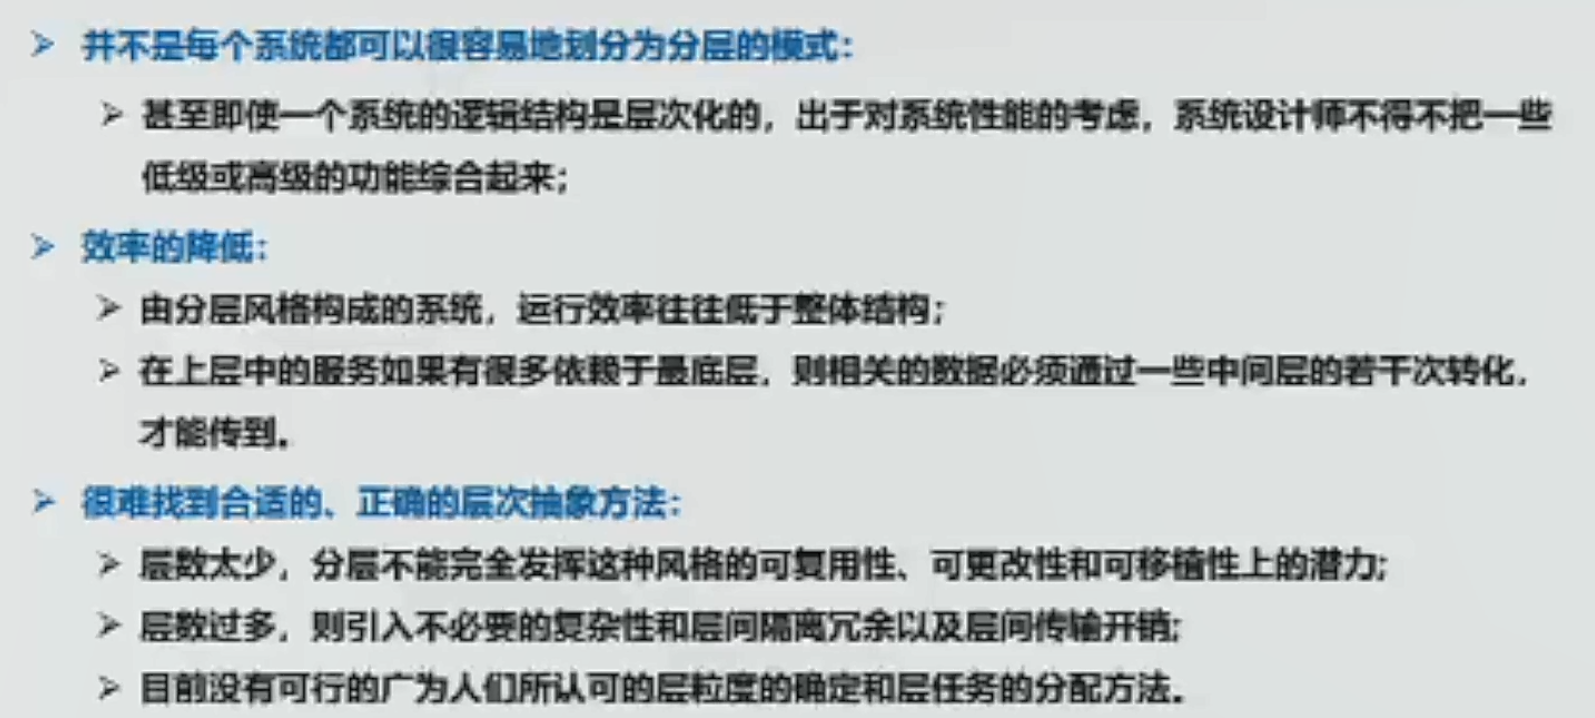 ➢ 并不是每个系统都可以很容易地划分为分层的模式：
➢ 甚至即使一个系统的逻辑结构是层次化的，出于对系统性能的考虑，系统设计师不得不把一些
低级或高级的功能综合起来；
➢ 效率的降低：
➢ 由分层风格构成的系统，运行效率往往低于整体结构；
➢ 在上层中的服务如果有很多依赖于最底层，则相关的数据必须通过一些中间层的若干次转化，
才能传到。
➢ 很难找到合适的、正确的层次抽象方法：
➢ 层数太少，分层不能完全发挥这种风格的可复用性、可更改性和可移植性上的潜力；
➢ 层数过多，则引入不必要的复杂性和层间隔离冗余以及层间传输开销；
➢ 目前没有可行的广为人们所认可的层粒度的确定和层任务的分配方法。